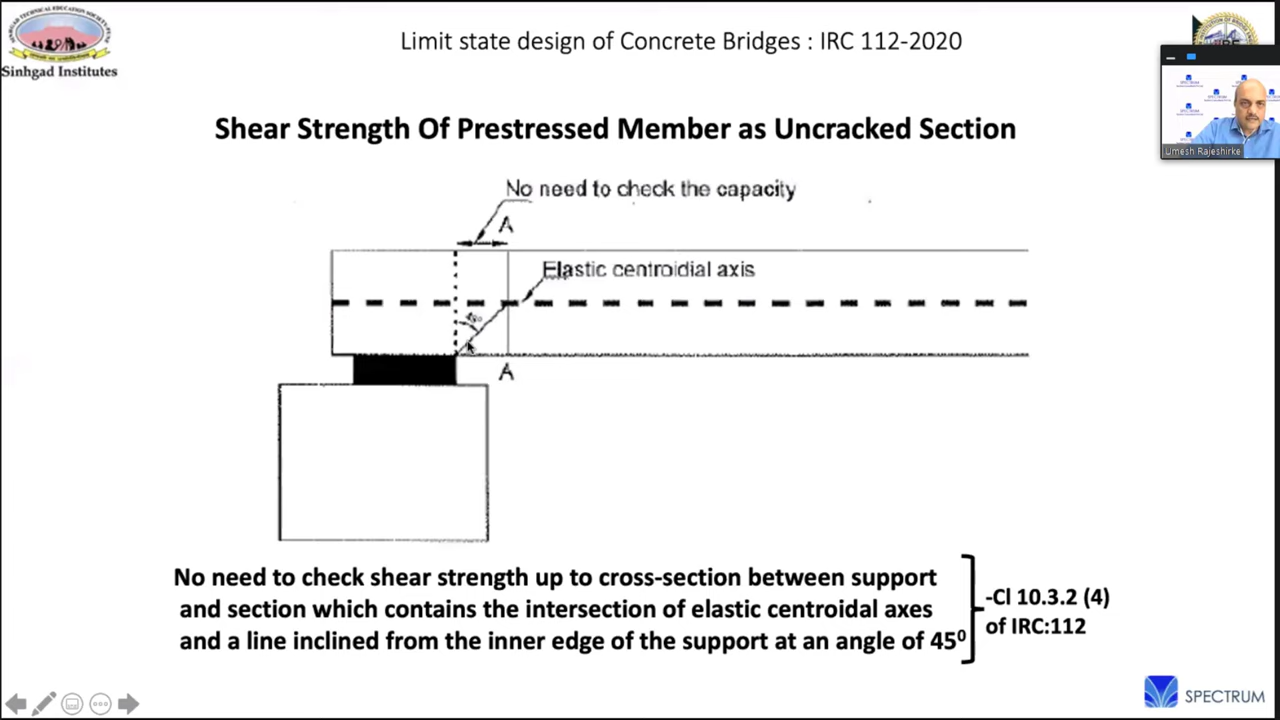 Sinhgad Institutes
Limit state design of Concrete Bridges : IRC 112-2020
Umesh Rajeshirke
Shear Strength Of Prestressed Member as Uncracked Section
No need to check the capacity
A
Elastic centroidial axis
45°
A
No need to check shear strength up to cross-section between support
and section which contains the intersection of elastic centroidal axes
and a line inclined from the inner edge of the support at an angle of 45⁰
-Cl 10.3.2 (4)
of IRC:112
SPECTRUM